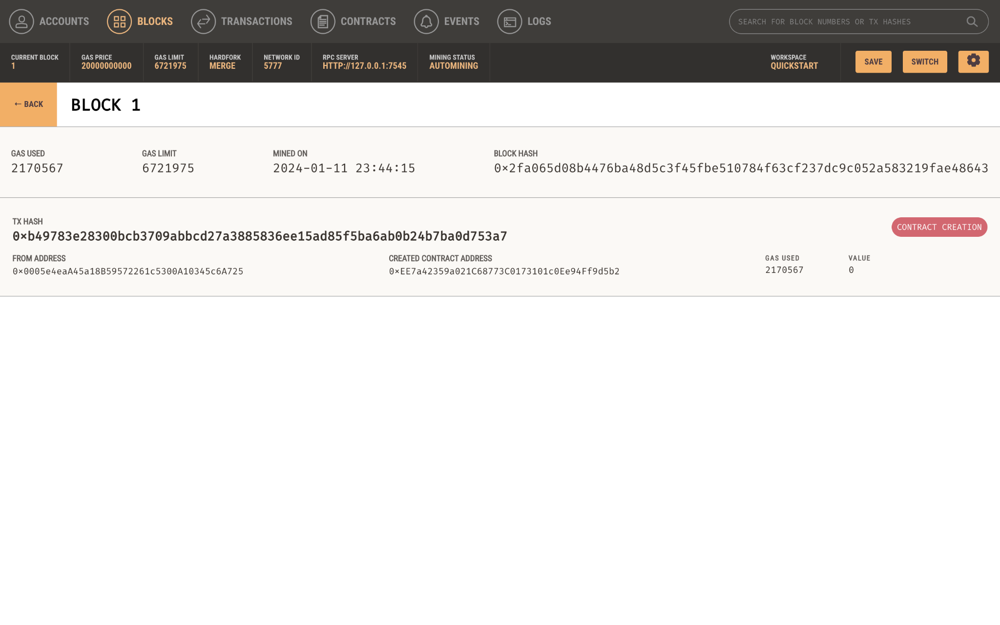 ACCOUNTS BLOCKS TRANSACTIONS CONTRACTS EVENTS LOGS SEARCH FOR BLOCK NUMBERS OR TX HASHES
CURRENT BLOCK GAS PRICE GAS LIMIT HARDFORK NETWORK ID RPC SERVER MINING STATUS WORKSPACE
1 20000000000 6721975 MERGE 5777 HTTP://127.0.0.1:7545 AUTOMINING QUICKSTART SAVE SWITCH
← BACK BLOCK 1
GAS USED GAS LIMIT MINED ON BLOCK HASH
2170567 6721975 2024-01-11 23:44:15 0×2fa065d08b4476ba48d5c3f45fbe510784f63cf237dc9c052a583219fae48643
TX HASH
0×b49783e28300bcb3709abbcd27a3885836ee15ad85f5ba6ab0b24b7ba0d753a7 CONTRACT CREATION
FROM ADDRESS CREATED CONTRACT ADDRESS GAS USED VALUE
0×0005e4eaA45a18B59572261c5300A10345c6A725 0×EE7a42359a021C68773C0173101c0Ee94Ff9d5b2 2170567 0